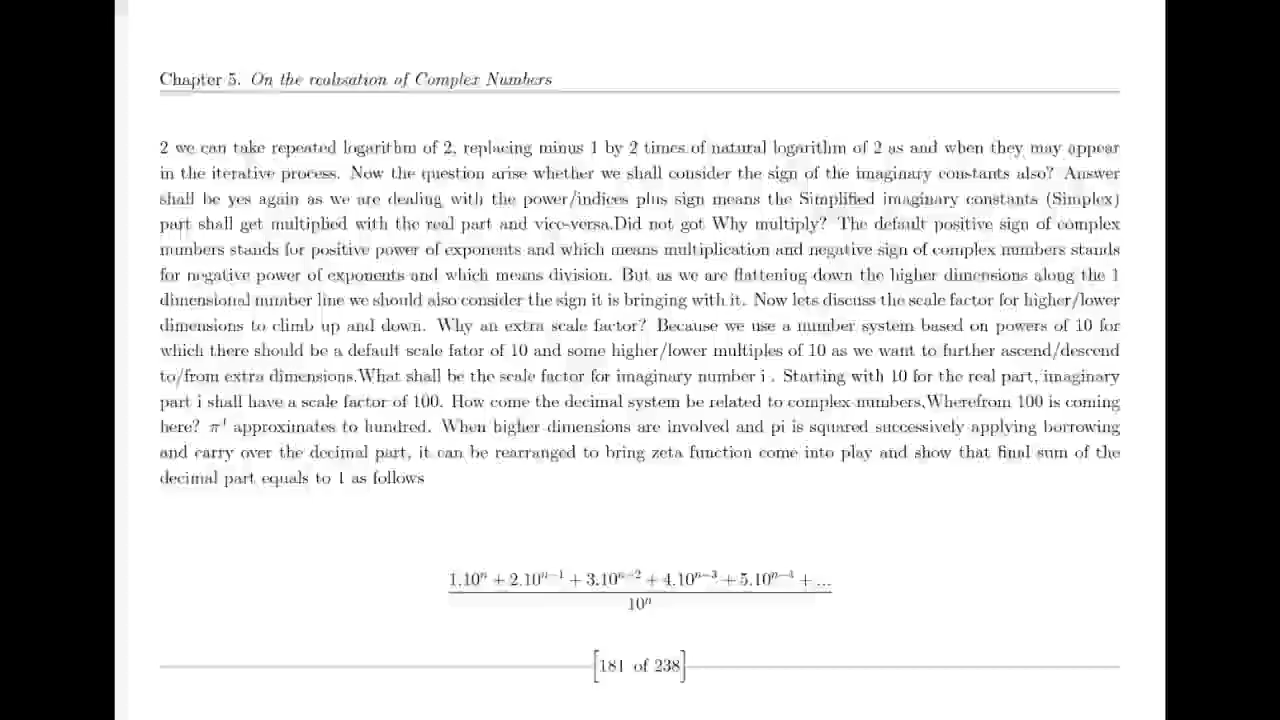 Chapter 5. On the realisation of Complex Numbers
2 we can take repeated logarithm of 2, replacing minus 1 by 2 times of natural logarithm of 2 as and when they may appear
in the iterative process. Now the question arise whether we shall consider the sign of the imaginary constants also? Answer
shall be yes again as we are dealing with the power/indices plus sign means the Simplified imaginary constants (Simplex)
part shall get multiplied with the real part and vice-versa.Did not got Why multiply? The default positive sign of complex
numbers stands for positive power of exponents and which means multiplication and negative sign of complex numbers stands
for negative power of exponents and which means division. But as we are flattening down the higher dimensions along the 1
dimensional number line we should also consider the sign it is bringing with it. Now lets discuss the scale factor for higher/lower
dimensions to climb up and down. Why an extra scale factor? Because we use a number system based on powers of 10 for
which there should be a default scale fator of 10 and some higher/lower multiples of 10 as we want to further ascend/descend
to/from extra dimensions.What shall be the scale factor for imaginary number i . Starting with 10 for the real part, imaginary
part i shall have a scale factor of 100. How come the decimal system be related to complex numbers,Wherefrom 100 is coming
here? π⁴ approximates to hundred. When higher dimensions are involved and pi is squared successively applying borrowing
and carry over the decimal part, it can be rearranged to bring zeta function come into play and show that final sum of the
decimal part equals to 1 as follows
1.10ⁿ + 2.10ⁿ⁻¹ + 3.10ⁿ⁻² + 4.10ⁿ⁻³ + 5.10ⁿ⁻⁴ + ...
10ⁿ
[181 of 238]